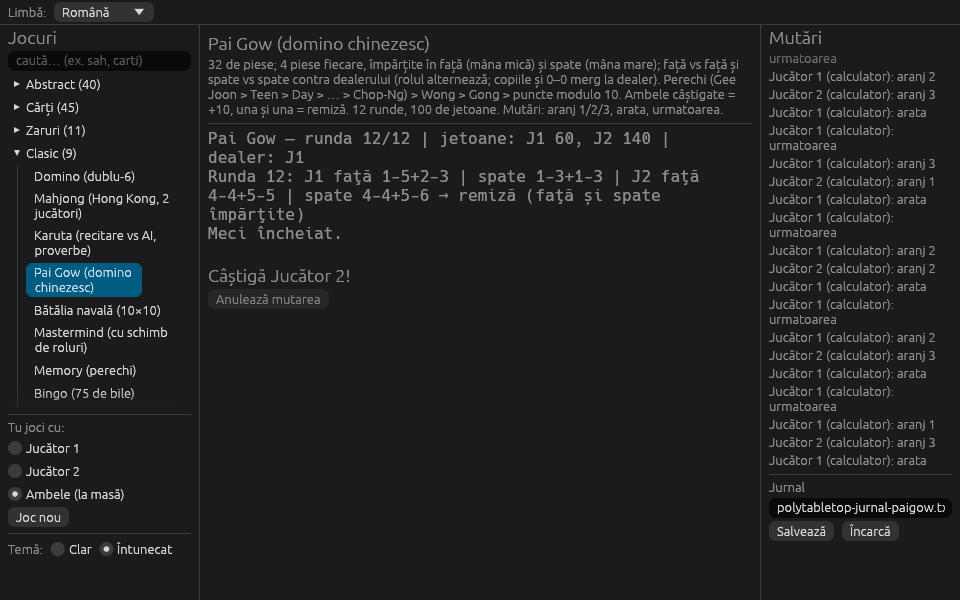 Limbă: Română
Jocuri
caută... (ex. sah, carti)
Abstract (40)
Cărți (45)
Zaruri (11)
Clasic (9)
Domino (dublu-6)
Mahjong (Hong Kong, 2
jucători)
Karuta (recitare vs AI,
proverbe)
Pai Gow (domino
chinezesc)
Bătălia navală (10×10)
Mastermind (cu schimb
de roluri)
Memory (perechi)
Bingo (75 de bile)
Tu joci cu:
Jucător 1
Jucător 2
Ambele (la masă)
Joc nou
Temă: Clar Întunecat
Pai Gow (domino chinezesc)
32 de piese; 4 piese fiecare, împărțite în față (mâna mică) și spate (mâna mare); față vs față și
spate vs spate contra dealerului (rolul alternează; copiile și 0–0 merg la dealer). Perechi (Gee
Joon > Teen > Day > … > Chop-Ng) > Wong > Gong > puncte modulo 10. Ambele câștigate =
+10, una și una = remiză. 12 runde, 100 de jetoane. Mutări: aranj 1/2/3, arata, urmatoarea.
Pai Gow — runda 12/12 | jetoane: J1 60, J2 140 |
dealer: J1
Runda 12: J1 faţă 1-5+2-3 | spate 1-3+1-3 | J2 faţă
4-4+5-5 | spate 4-4+5-6 → remiză (faţă și spate
împărţite)
Meci încheiat.
Câștigă Jucător 2!
Anulează mutarea
Mutări
urmatoarea
Jucător 1 (calculator): aranj 2
Jucător 2 (calculator): aranj 3
Jucător 1 (calculator): arata
Jucător 1 (calculator):
urmatoarea
Jucător 1 (calculator): aranj 3
Jucător 2 (calculator): aranj 1
Jucător 1 (calculator): arata
Jucător 1 (calculator):
urmatoarea
Jucător 1 (calculator): aranj 2
Jucător 2 (calculator): aranj 2
Jucător 1 (calculator): arata
Jucător 1 (calculator):
urmatoarea
Jucător 1 (calculator): aranj 2
Jucător 2 (calculator): aranj 3
Jucător 1 (calculator): arata
Jucător 1 (calculator):
urmatoarea
Jucător 1 (calculator): aranj 1
Jucător 2 (calculator): aranj 3
Jucător 1 (calculator): arata
Jurnal
polytabletop-jurnal-paigow.tx
Salvează Încarcă